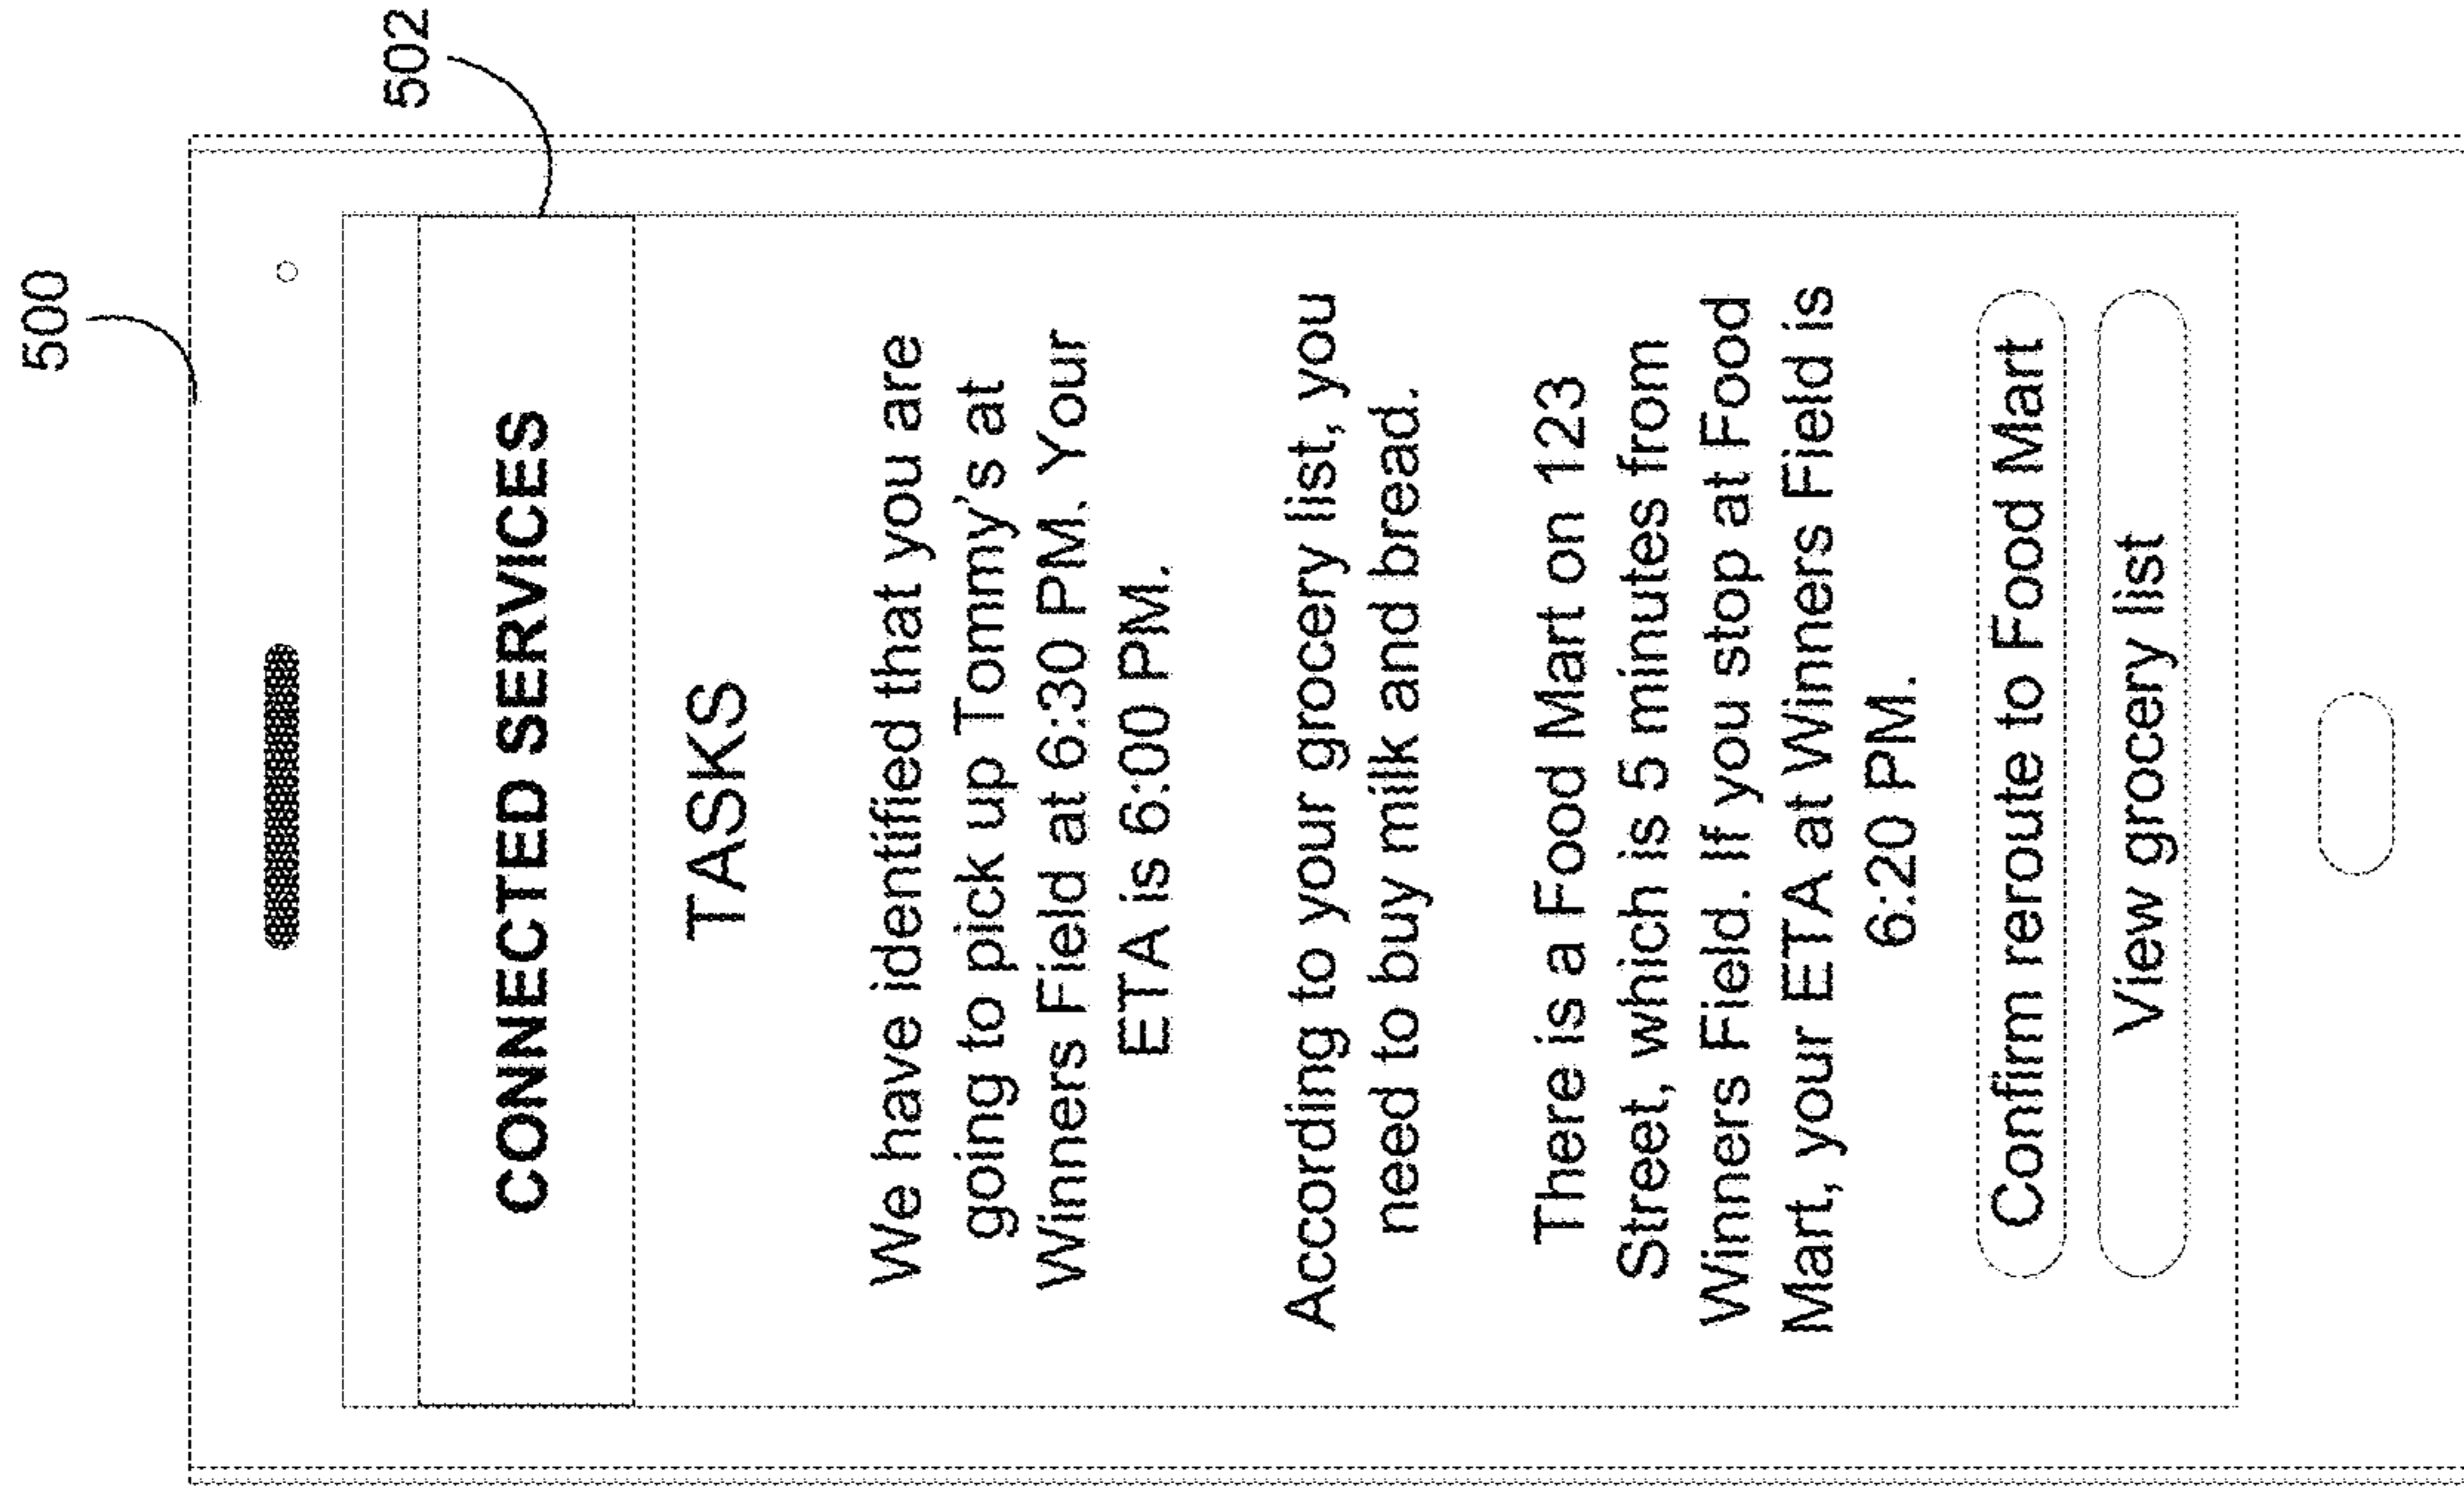 500
502
CONNECTED SERVICES
TASKS
We have identified that you are
going to pick up Tommy's at
Winners Field at 6:30 PM. Your
ETA is 6:00 PM.
According to your grocery list, you
need to buy milk and bread.
There is a Food Mart on 123
Street, which is 5 minutes from
Winners Field. If you stop at Food
Mart, your ETA at Winners Field is
6:20 PM.
Confirm reroute to Food Mart
View grocery list